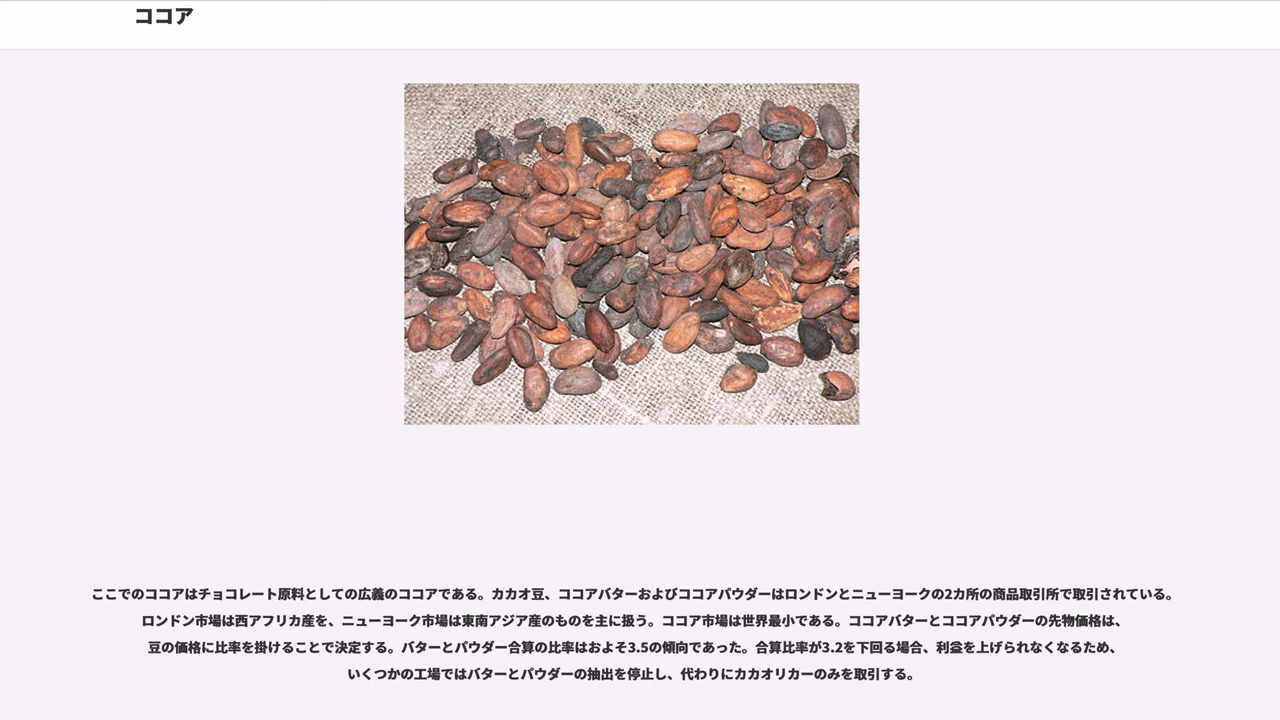 ココア
ここでのココアはチョコレート原料としての広義のココアである。カカオ豆、ココアバターおよびココアパウダーはロンドンとニューヨークの2カ所の商品取引所で取引されている。
ロンドン市場は西アフリカ産を、ニューヨーク市場は東南アジア産のものを主に扱う。ココア市場は世界最小である。ココアバターとココアパウダーの先物価格は、
豆の価格に比率を掛けることで決定する。バターとパウダー合算の比率はおよそ3.5の傾向であった。合算比率が3.2を下回る場合、利益を上げられなくなるため、
いくつかの工場ではバターとパウダーの抽出を停止し、代わりにカカオリカーのみを取引する。